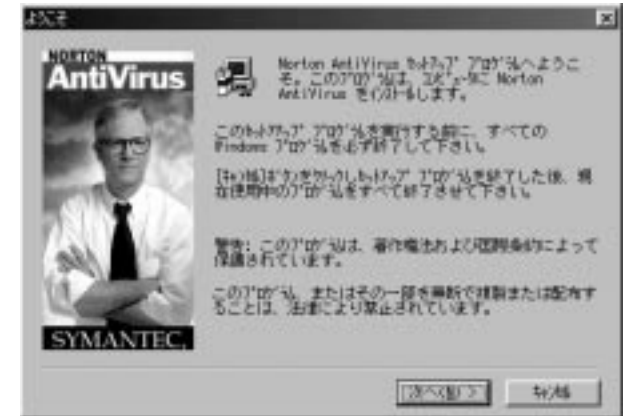 ようこそ
NORTON
AntiVirus
SYMANTEC.
Norton AntiVirus ｾｯﾄｱｯﾌﾟ ﾌﾟﾛｸﾞﾗﾑへようこ
そ。このﾌﾟﾛｸﾞﾗﾑは、ｺﾝﾋﾟｭｰﾀに Norton
AntiVirus をｲﾝｽﾄｰﾙします。
このｾｯﾄｱｯﾌﾟ ﾌﾟﾛｸﾞﾗﾑを実行する前に、すべての
Windows ﾌﾟﾛｸﾞﾗﾑを必ず終了して下さい。
[ｷｬﾝｾﾙ]ﾎﾞﾀﾝをｸﾘｯｸしｾｯﾄｱｯﾌﾟ ﾌﾟﾛｸﾞﾗﾑを終了した後、現
在使用中のﾌﾟﾛｸﾞﾗﾑをすべて終了させて下さい。
警告: このﾌﾟﾛｸﾞﾗﾑは、著作権法および国際条約によって
保護されています。
このﾌﾟﾛｸﾞﾗﾑ、またはその一部を無断で複製または配布す
ることは、法律により禁止されています。
次へ(N) >
ｷｬﾝｾﾙ